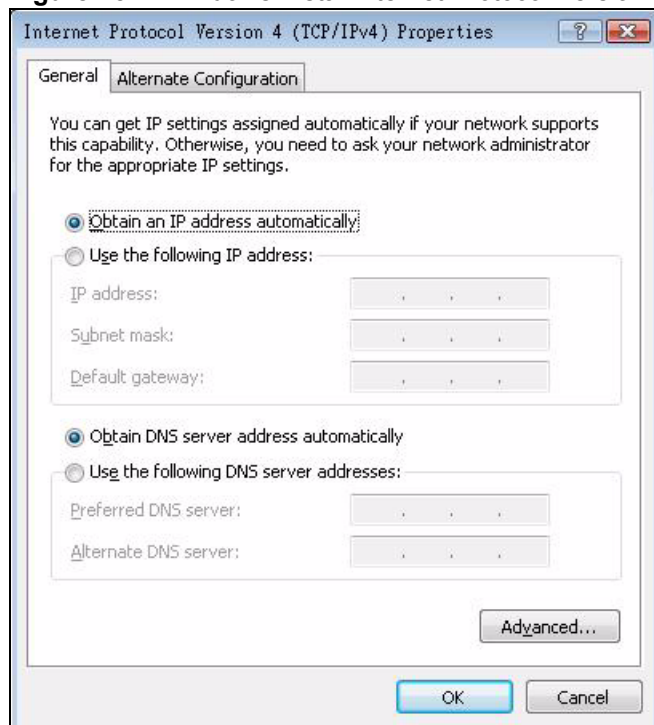 Internet Protocol Version 4 (TCP/IPv4) Properties
General
Alternate Configuration
You can get IP settings assigned automatically if your network supports
this capability. Otherwise, you need to ask your network administrator
for the appropriate IP settings.
Obtain an IP address automatically
Use the following IP address:
IP address:
Subnet mask:
Default gateway:
Obtain DNS server address automatically
Use the following DNS server addresses:
Preferred DNS server:
Alternate DNS server:
Advanced...
OK
Cancel